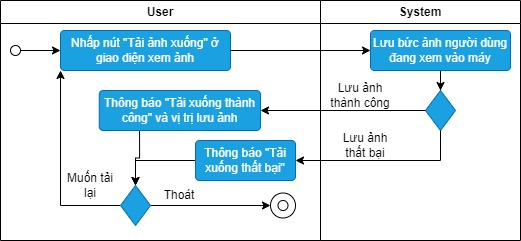 User
System
Nhấp nút "Tải ảnh xuống" ở
giao diện xem ảnh
Lưu bức ảnh người dùng
đang xem vào máy
Lưu ảnh
thành công
Thông báo "Tải xuống thành
công" và vị trí lưu ảnh
Lưu ảnh
thất bại
Thông báo "Tải
xuống thất bại"
Muốn tải
lại
Thoát